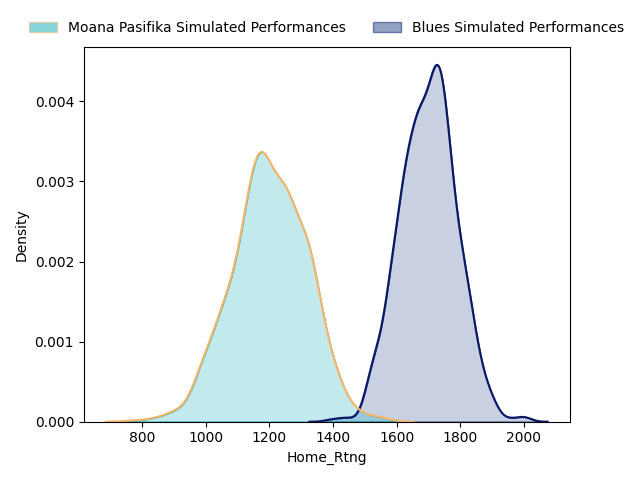 Moana Pasifika Simulated Performances Blues Simulated Performances
Density
0.004
0.003
0.002
0.001
0.000
800 1000 1200 1400 1600 1800 2000
Home_Rtng